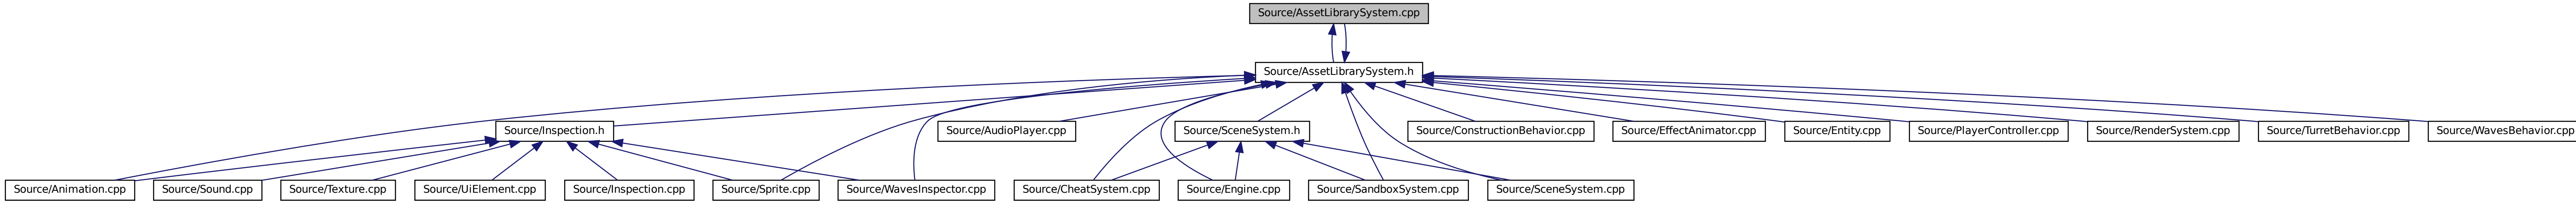 Source/AssetLibrarySystem.cpp
Source/AssetLibrarySystem.h
Source/Inspection.h
Source/AudioPlayer.cpp
Source/SceneSystem.h
Source/ConstructionBehavior.cpp
Source/EffectAnimator.cpp
Source/Entity.cpp
Source/PlayerController.cpp
Source/RenderSystem.cpp
Source/TurretBehavior.cpp
Source/WavesBehavior.cpp
Source/Animation.cpp
Source/Sound.cpp
Source/Texture.cpp
Source/UiElement.cpp
Source/Inspection.cpp
Source/Sprite.cpp
Source/WavesInspector.cpp
Source/CheatSystem.cpp
Source/Engine.cpp
Source/SandboxSystem.cpp
Source/SceneSystem.cpp